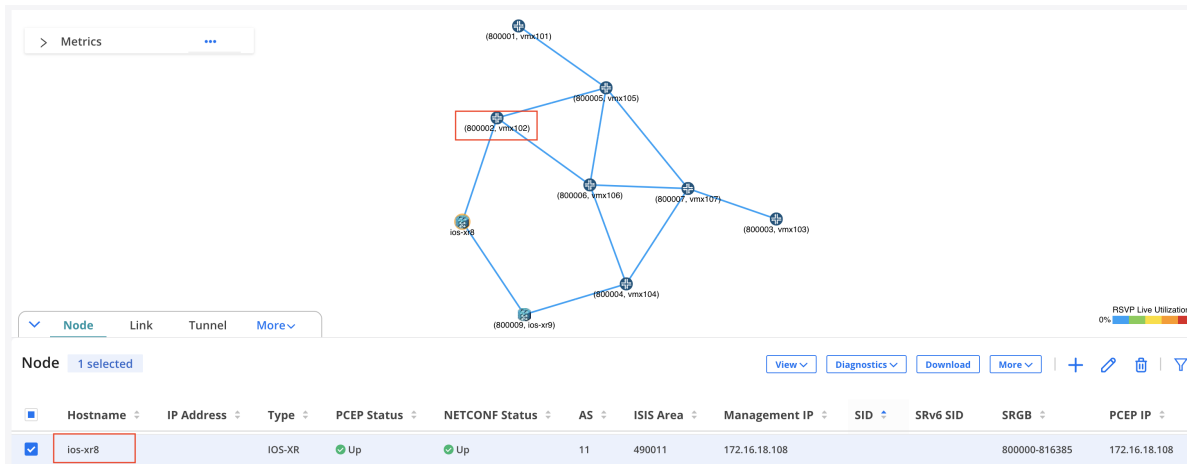 Metrics
(800001, vmx101)
(800005, vmx105)
(800002, vmx102)
(800006, vmx106)
(800007, vmx107)
(800003, vmx103)
ios-xr8
(800004, vmx104)
(800009, ios-xr9)
RSVP Live Utilization
0%
Node Link Tunnel More
Node 1 selected View Diagnostics Download More
Hostname IP Address Type PCEP Status NETCONF Status AS ISIS Area Management IP SID SRv6 SID SRGB PCEP IP
ios-xr8 IOS-XR Up Up 11 490011 172.16.18.108 800000-816385 172.16.18.108